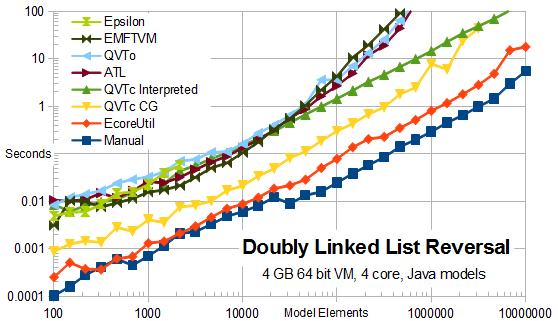 100
10
1
Seconds
0.1
0.01
0.001
0.0001
Epsilon
EMFTVM
QVTo
ATL
QVTc Interpreted
QVTc CG
EcoreUtil
Manual
Doubly Linked List Reversal
4 GB 64 bit VM, 4 core, Java models
100 1000 10000 100000 1000000 10000000
Model Elements